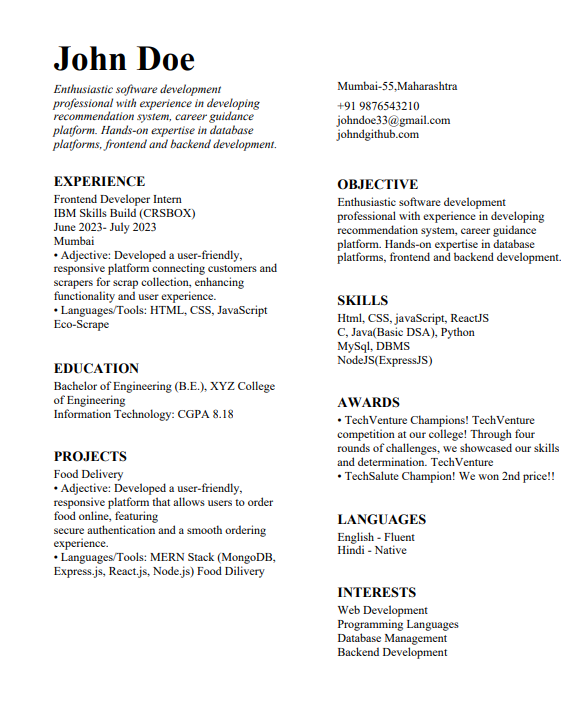 John Doe
Enthusiastic software development
professional with experience in developing
recommendation system, career guidance
platform. Hands-on expertise in database
platforms, frontend and backend development.
EXPERIENCE
Frontend Developer Intern
IBM Skills Build (CRSBOX)
June 2023- July 2023
Mumbai
• Adjective: Developed a user-friendly,
responsive platform connecting customers and
scrapers for scrap collection, enhancing
functionality and user experience.
• Languages/Tools: HTML, CSS, JavaScript
Eco-Scrape
EDUCATION
Bachelor of Engineering (B.E.), XYZ College
of Engineering
Information Technology: CGPA 8.18
PROJECTS
Food Delivery
• Adjective: Developed a user-friendly,
responsive platform that allows users to order
food online, featuring
secure authentication and a smooth ordering
experience.
• Languages/Tools: MERN Stack (MongoDB,
Express.js, React.js, Node.js) Food Dilivery
Mumbai-55,Maharashtra
+91 9876543210
johndoe33@gmail.com
johndgithub.com
OBJECTIVE
Enthusiastic software development
professional with experience in developing
recommendation system, career guidance
platform. Hands-on expertise in database
platforms, frontend and backend development.
SKILLS
Html, CSS, javaScript, ReactJS
C, Java(Basic DSA), Python
MySql, DBMS
NodeJS(ExpressJS)
AWARDS
• TechVenture Champions! TechVenture
competition at our college! Through four
rounds of challenges, we showcased our skills
and determination. TechVenture
• TechSalute Champion! We won 2nd price!!
LANGUAGES
English - Fluent
Hindi - Native
INTERESTS
Web Development
Programming Languages
Database Management
Backend Development